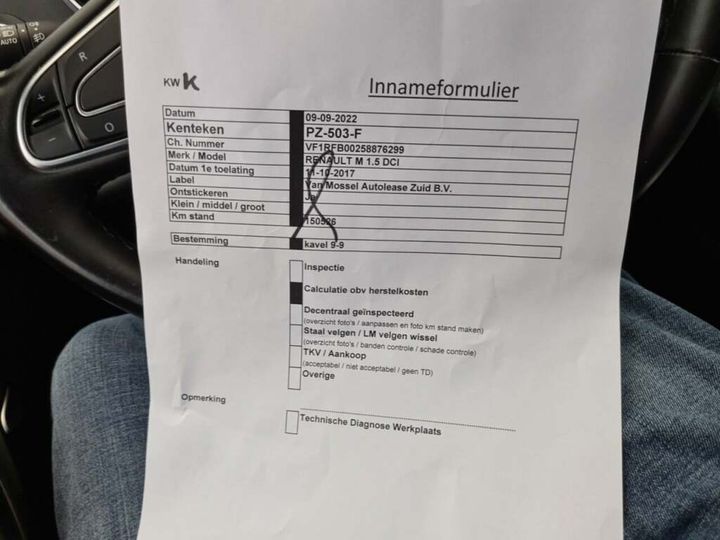 AUTO
R
O
KW K
Innameformulier
Datum 09-09-2022
Kenteken PZ-503-F
Ch. Nummer VF1RFB00258876299
Merk / Model RENAULT M 1.5 DCI
Datum 1e toelating 11-10-2017
Label Van Mossel Autolease Zuid B.V.
Ontstickeren Ja
Klein / middel / groot
Km stand
Bestemming kavel 9-9
Handeling
Inspectie
Calculatie obv herstelkosten
Decentraal geïnspecteerd
(overzicht foto's / aanpassen en foto km stand maken)
Staal velgen / LM velgen wissel
(overzicht foto's / banden controle / schade controle)
TKV / Aankoop
(acceptabel / niet acceptabel / geen TD)
Overige
Opmerking
Technische Diagnose Werkplaats